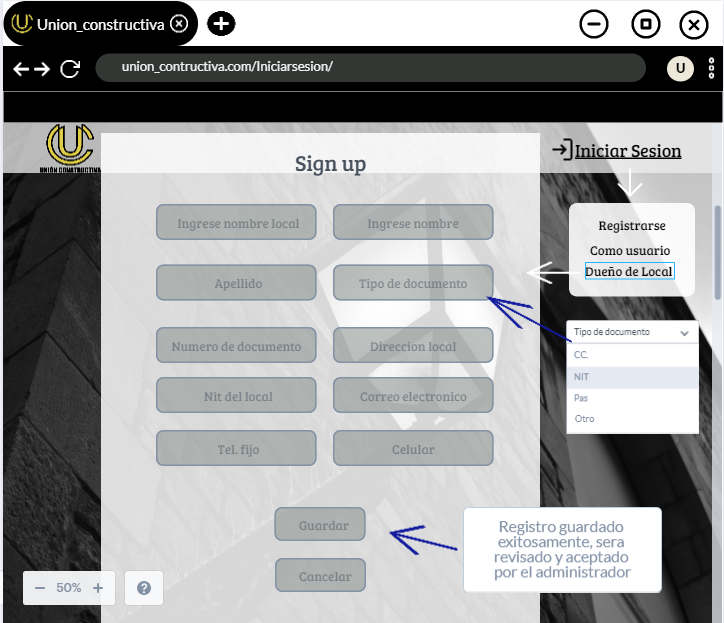 Union_constructiva
union_contructiva.com/Iniciarsesion/
U
UNIÓN CONSTRUCTIVA
Sign up
Iniciar Sesion
Ingrese nombre local
Ingrese nombre
Registrarse
Como usuario
Dueño de Local
Apellido
Tipo de documento
Numero de documento
Direccion local
Tipo de documento
CC.
NIT
Pas
Otro
Nit del local
Correo electronico
Tel. fijo
Celular
Guardar
Registro guardado
exitosamente, sera
revisado y aceptado
por el administrador
Cancelar
50%